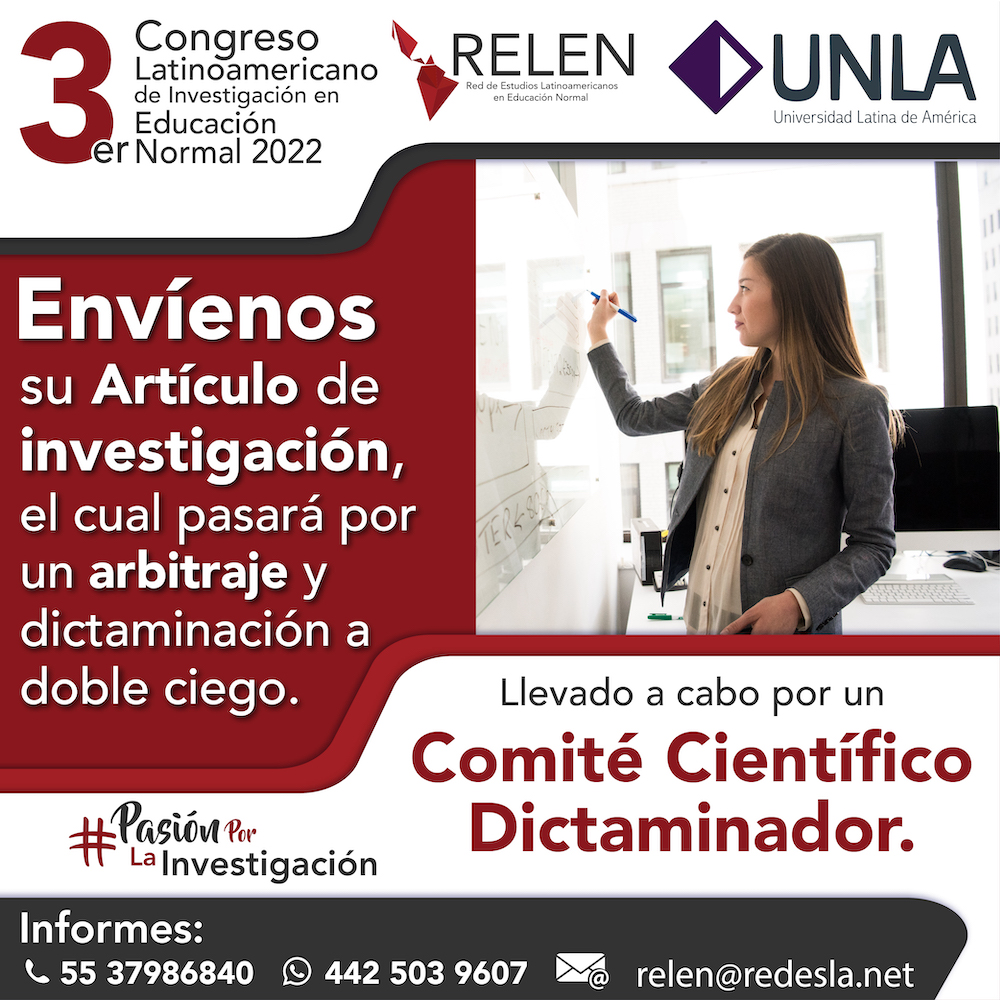 3er
Congreso
Latinoamericano
de Investigación en
Educación
Normal 2022
RELEN
Red de Estudios Latinoamericanos
en Educación Normal
UNLA
Universidad Latina de América
Envíenos
su Artículo de
investigación,
el cual pasará por
un arbitraje y
dictaminación a
doble ciego.
Llevado a cabo por un
Comité Científico
Dictaminador.
#Pasión Por
La Investigación
Informes:
55 37986840
442 503 9607
@
relen@redesla.net